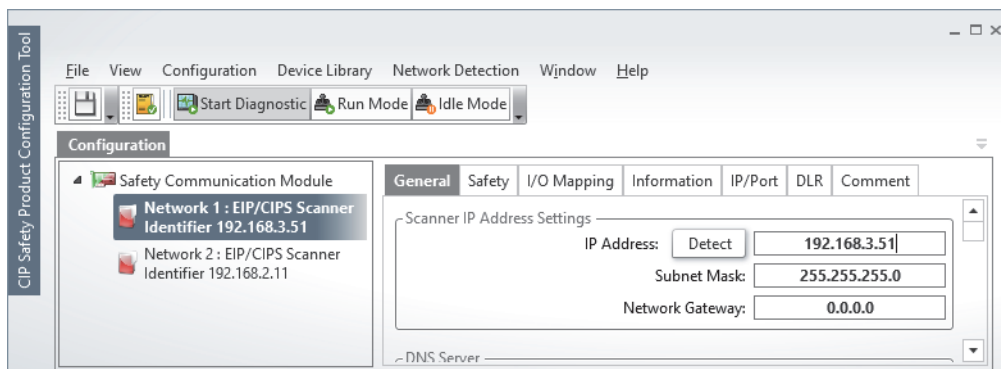 CIP Safety Product Configuration Tool
File View Configuration Device Library Network Detection Window Help
Start Diagnostic Run Mode Idle Mode
Configuration
Safety Communication Module
Network 1 : EIP/CIPS Scanner
Identifier 192.168.3.51
Network 2 : EIP/CIPS Scanner
Identifier 192.168.2.11
General Safety I/O Mapping Information IP/Port DLR Comment
Scanner IP Address Settings
IP Address: Detect 192.168.3.51
Subnet Mask: 255.255.255.0
Network Gateway: 0.0.0.0
DNS Server